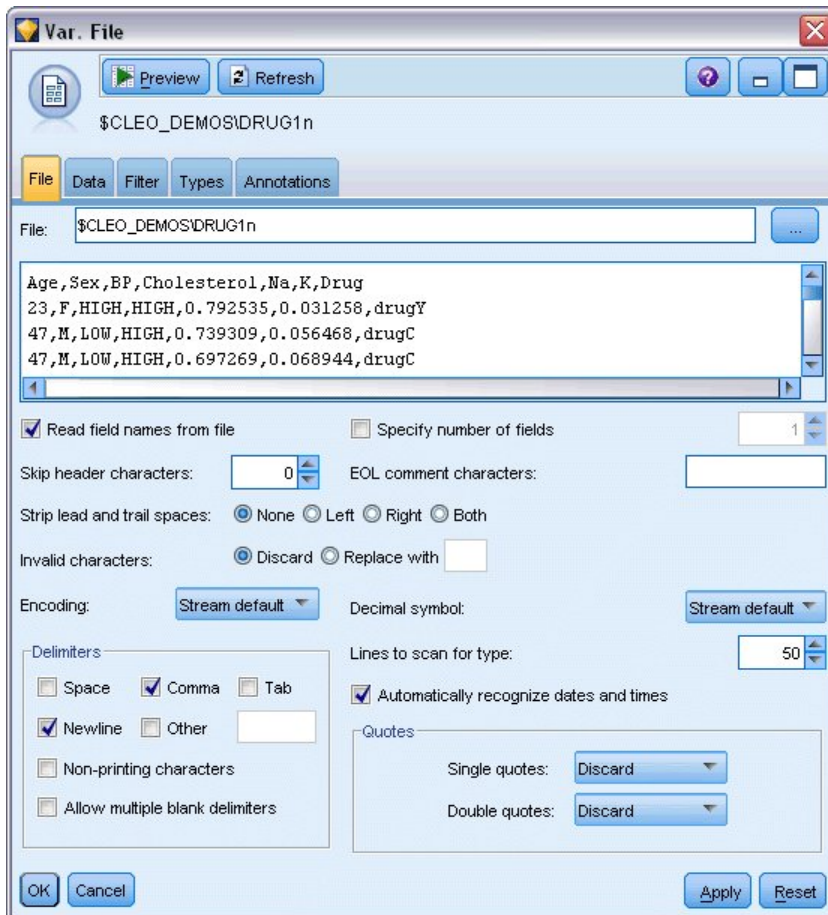 Var. File
Preview Refresh
$CLEO_DEMOS\DRUG1n
File Data Filter Types Annotations
File: $CLEO_DEMOS\DRUG1n ...
Age,Sex,BP,Cholesterol,Na,K,Drug
23,F,HIGH,HIGH,0.792535,0.031258,drugY
47,M,LOW,HIGH,0.739309,0.056468,drugC
47,M,LOW,HIGH,0.697269,0.068944,drugC
Read field names from file Specify number of fields 1
Skip header characters: 0 EOL comment characters:
Strip lead and trail spaces: None Left Right Both
Invalid characters: Discard Replace with
Encoding: Stream default Decimal symbol: Stream default
Delimiters Lines to scan for type: 50
Space Comma Tab Automatically recognize dates and times
Newline Other Quotes
Non-printing characters Single quotes: Discard
Allow multiple blank delimiters Double quotes: Discard
OK Cancel Apply Reset